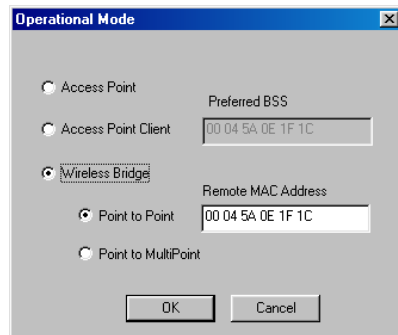 Operational Mode
Access Point
Preferred BSS
Access Point Client
00 04 5A 0E 1F 1C
Wireless Bridge
Remote MAC Address
Point to Point
00 04 5A 0E 1F 1C
Point to MultiPoint
OK
Cancel